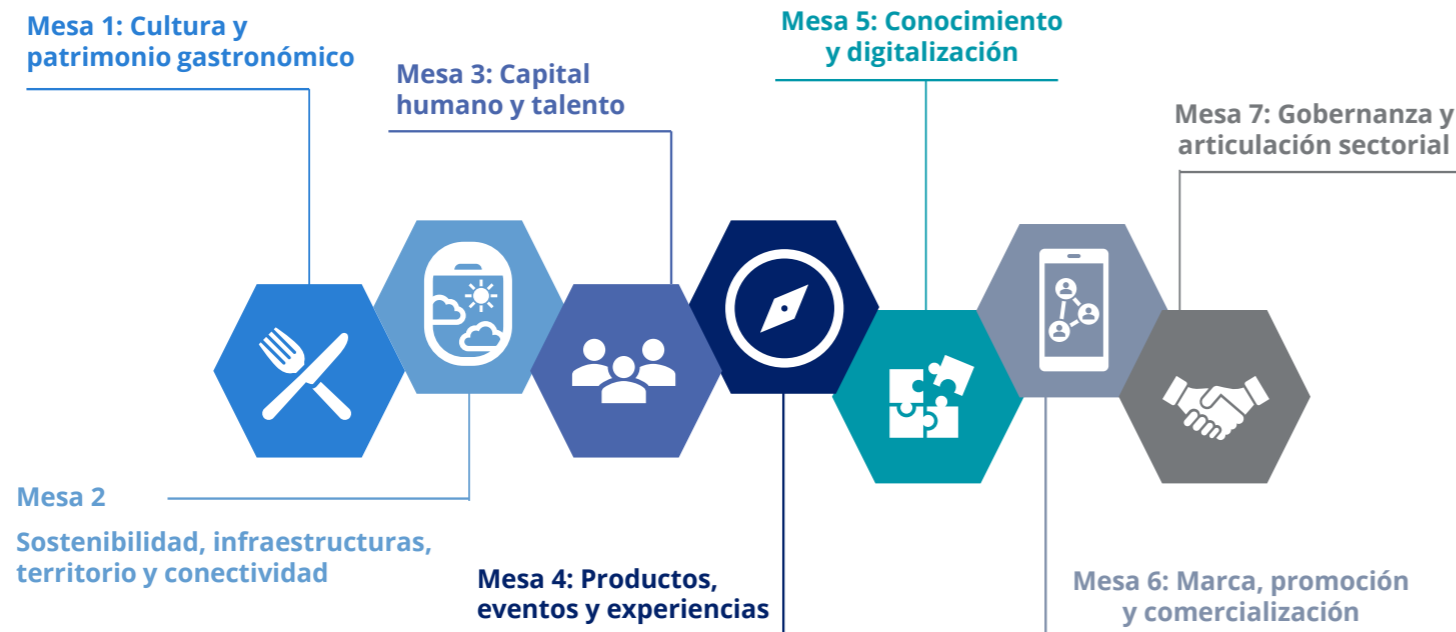 Mesa 1: Cultura y
patrimonio gastronómico
Mesa 2
Sostenibilidad, infraestructuras,
territorio y conectividad
Mesa 3: Capital
humano y talento
Mesa 4: Productos,
eventos y experiencias
Mesa 5: Conocimiento
y digitalización
Mesa 6: Marca, promoción
y comercialización
Mesa 7: Gobernanza y
articulación sectorial